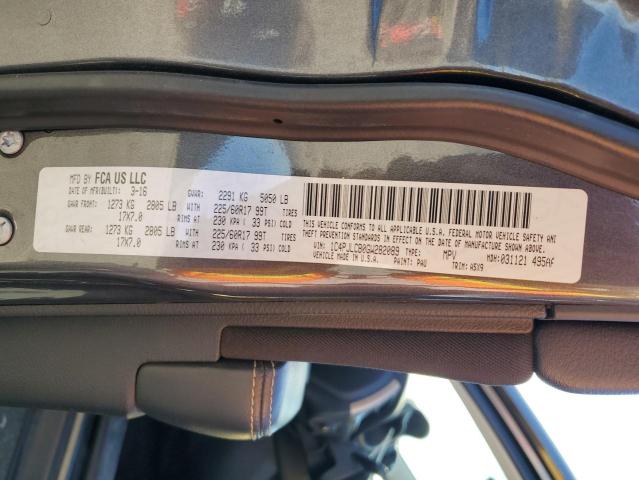 MFD BY FCA US LLC
DATE OF MFR(BUILT): 3-16 GVWR: 2291 KG 5050 LB
GAWR FRONT: 1273 KG 2805 LB WITH 225/60R17 99T TIRES
17X7.0 RIMS AT 230 KPA ( 33 PSI) COLD
GAWR REAR: 1273 KG 2805 LB WITH 225/60R17 99T TIRES
17X7.0 RIMS AT 230 KPA ( 33 PSI) COLD
THIS VEHICLE CONFORMS TO ALL APPLICABLE U.S.A. FEDERAL MOTOR VEHICLE SAFETY AND
THEFT PREVENTION STANDARDS IN EFFECT ON THE DATE OF MANUFACTURE SHOWN ABOVE.
VIN: 1C4PJLCB0GW282089 TYPE: MPV MDH: 031121 495AF
VEHICLE MADE IN U.S.A. PAINT: PAU TRIM: A5X9